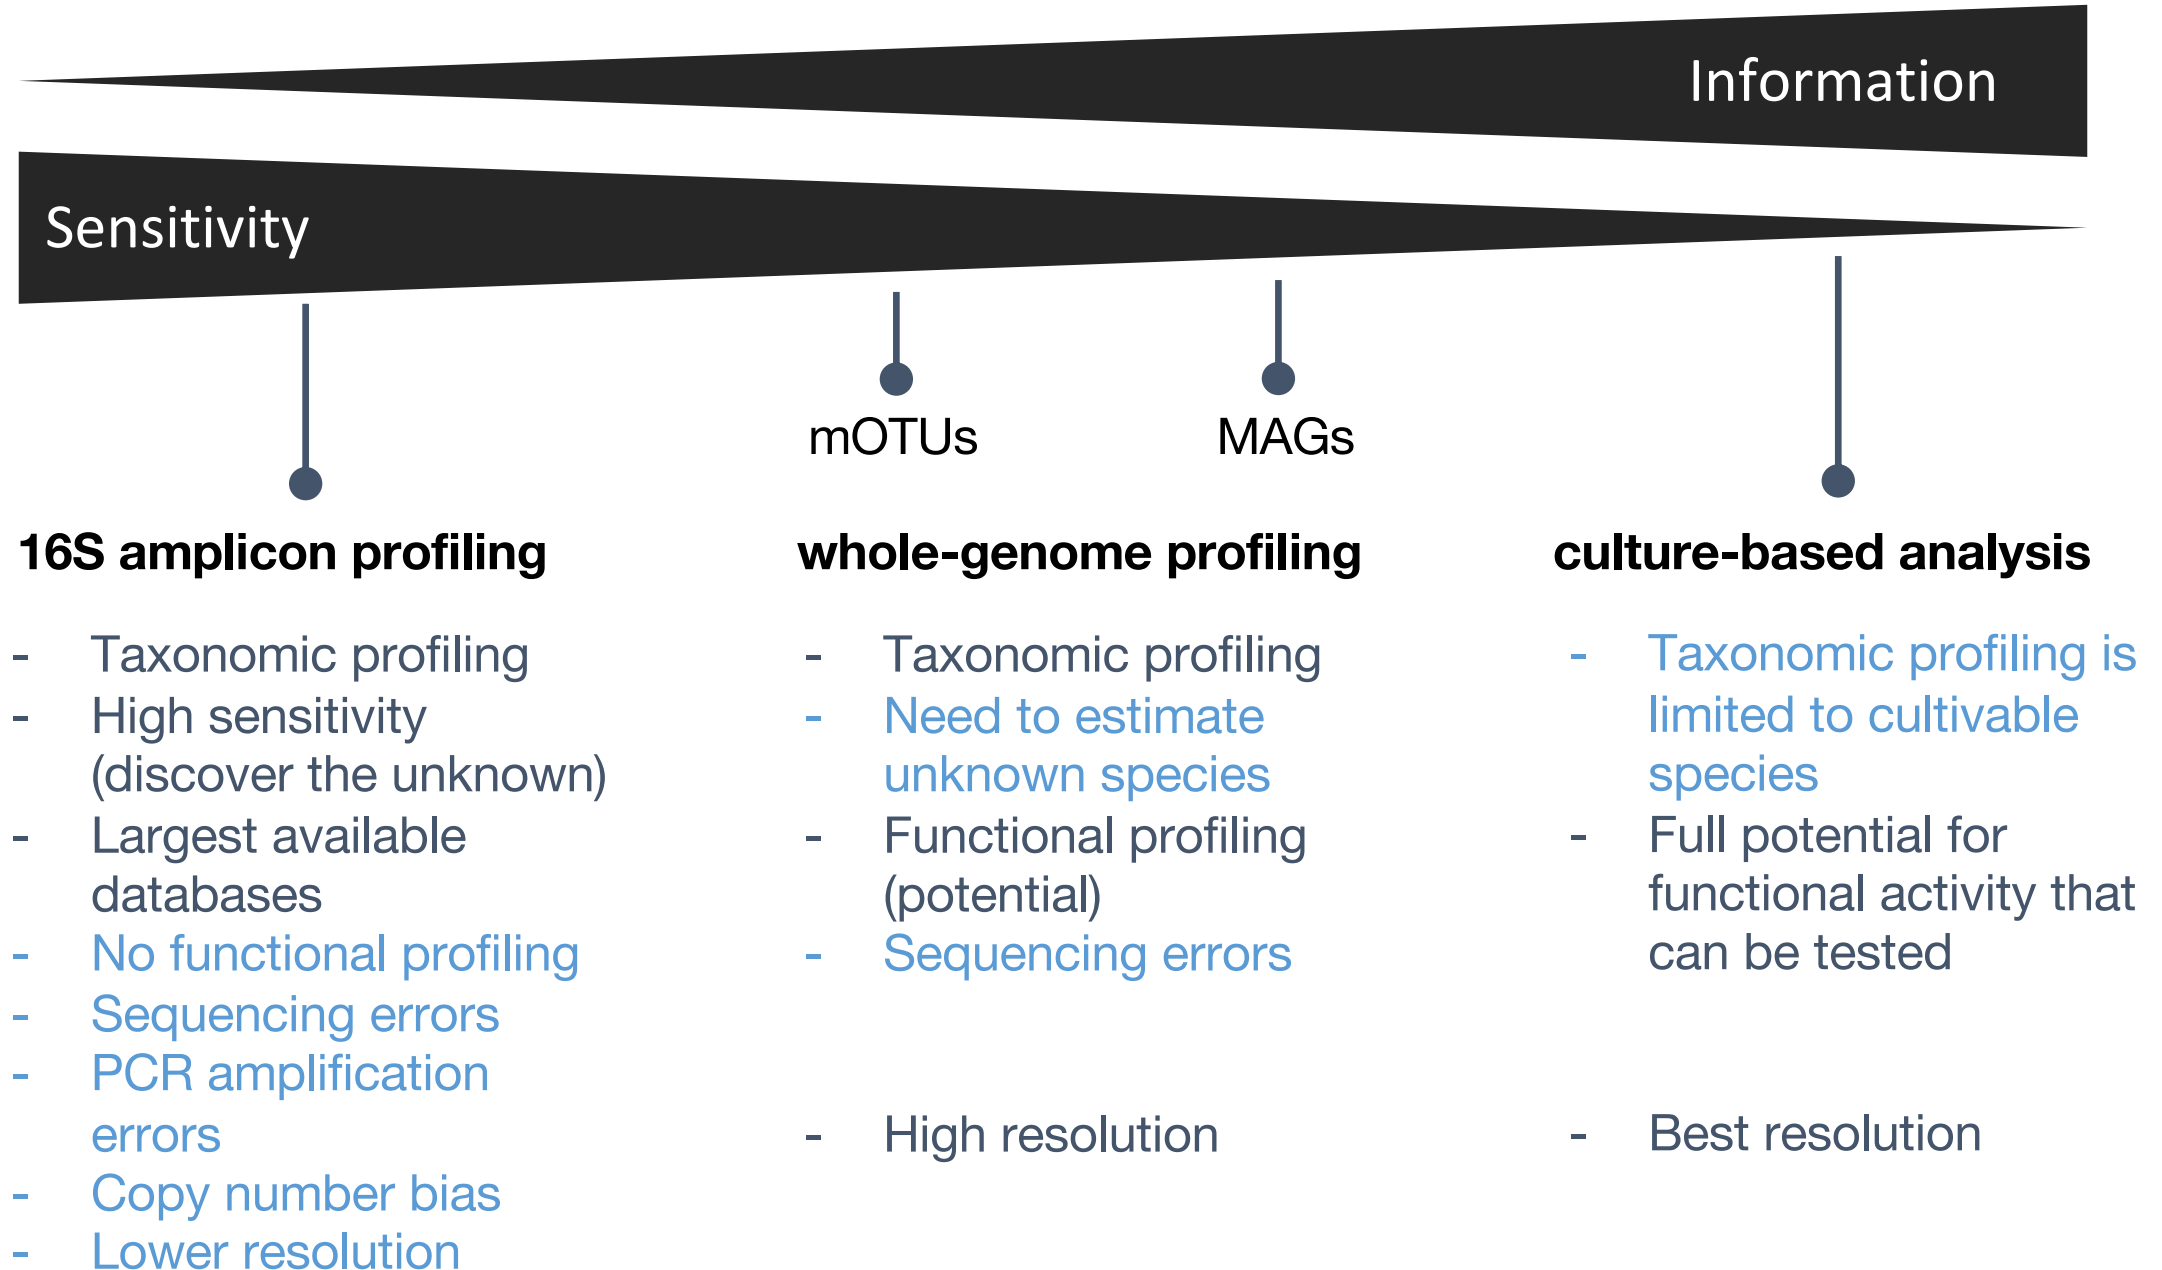 Information
Sensitivity
mOTUs
MAGs
16S amplicon profiling
- Taxonomic profiling
- High sensitivity
(discover the unknown)
- Largest available
databases
- No functional profiling
- Sequencing errors
- PCR amplification
errors
- Copy number bias
- Lower resolution
whole-genome profiling
- Taxonomic profiling
- Need to estimate
unknown species
- Functional profiling
(potential)
- Sequencing errors
- High resolution
culture-based analysis
- Taxonomic profiling is
limited to cultivable
species
- Full potential for
functional activity that
can be tested
- Best resolution